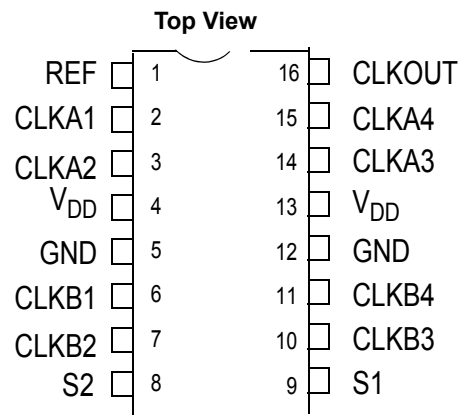 Top View
REF 1 16 CLKOUT
CLKA1 2 15 CLKA4
CLKA2 3 14 CLKA3
VDD 4 13 VDD
GND 5 12 GND
CLKB1 6 11 CLKB4
CLKB2 7 10 CLKB3
S2 8 9 S1